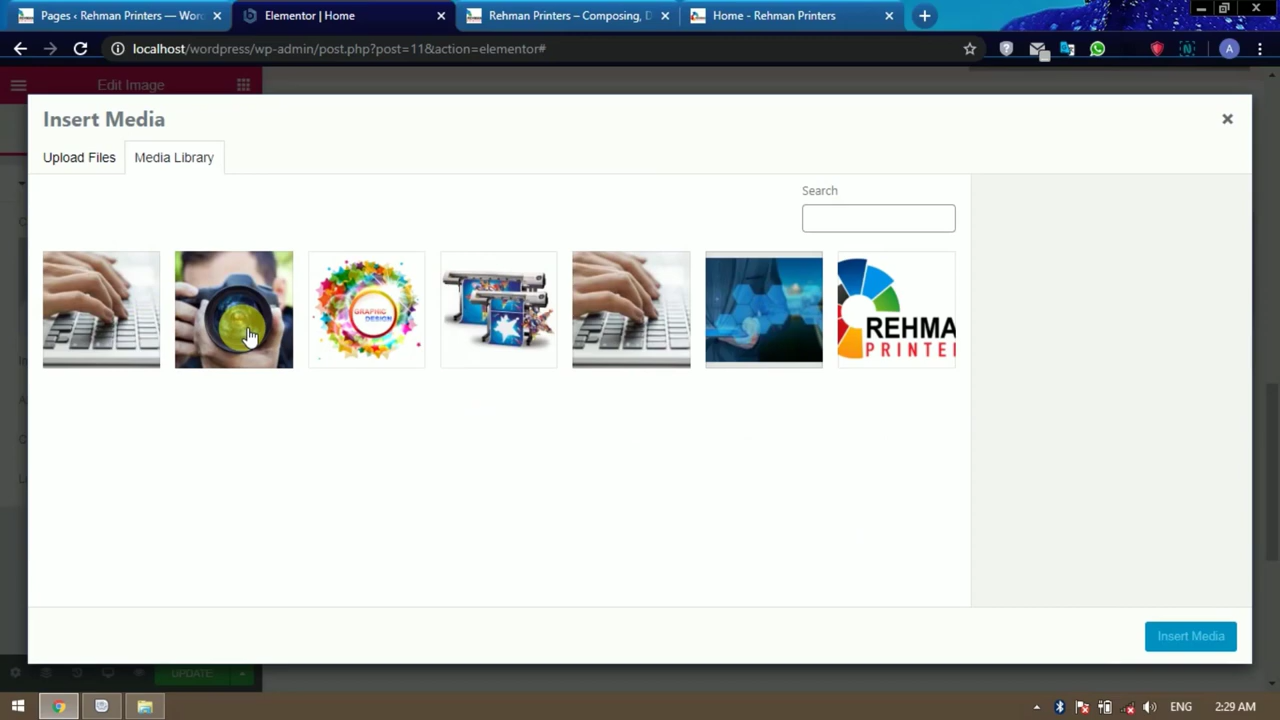 Pages ‹ Rehman Printers — Word
Elementor | Home
Rehman Printers – Composing, D
Home - Rehman Printers
localhost/wordpress/wp-admin/post.php?post=11&action=elementor#
A
Edit Image
Insert Media
Upload Files
Media Library
Search
GRAPHIC
DESIGN
REHMA
PRINTE
Insert Media
UPDATE
ENG
2:29 AM